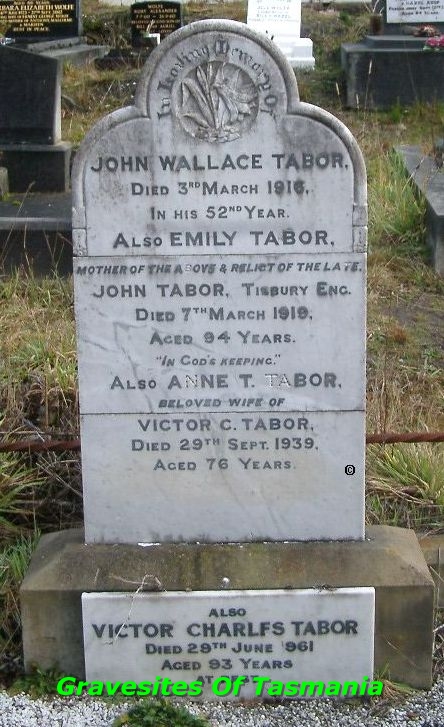 In Loving Memory Of
JOHN WALLACE TABOR,
DIED 3RD MARCH 1916,
IN HIS 52ND YEAR.
ALSO EMILY TABOR,
MOTHER OF THE ABOVE & RELICT OF THE LATE
JOHN TABOR, TISBURY ENG.
DIED 7TH MARCH 1919,
AGED 94 YEARS.
"IN GOD'S KEEPING."
ALSO ANNE T. TABOR,
BELOVED WIFE OF
VICTOR C. TABOR,
DIED 29TH SEPT. 1939,
AGED 76 YEARS.
©
ALSO
VICTOR CHARLES TABOR
DIED 29TH JUNE 1961
AGED 93 YEARS
Gravesites Of Tasmania